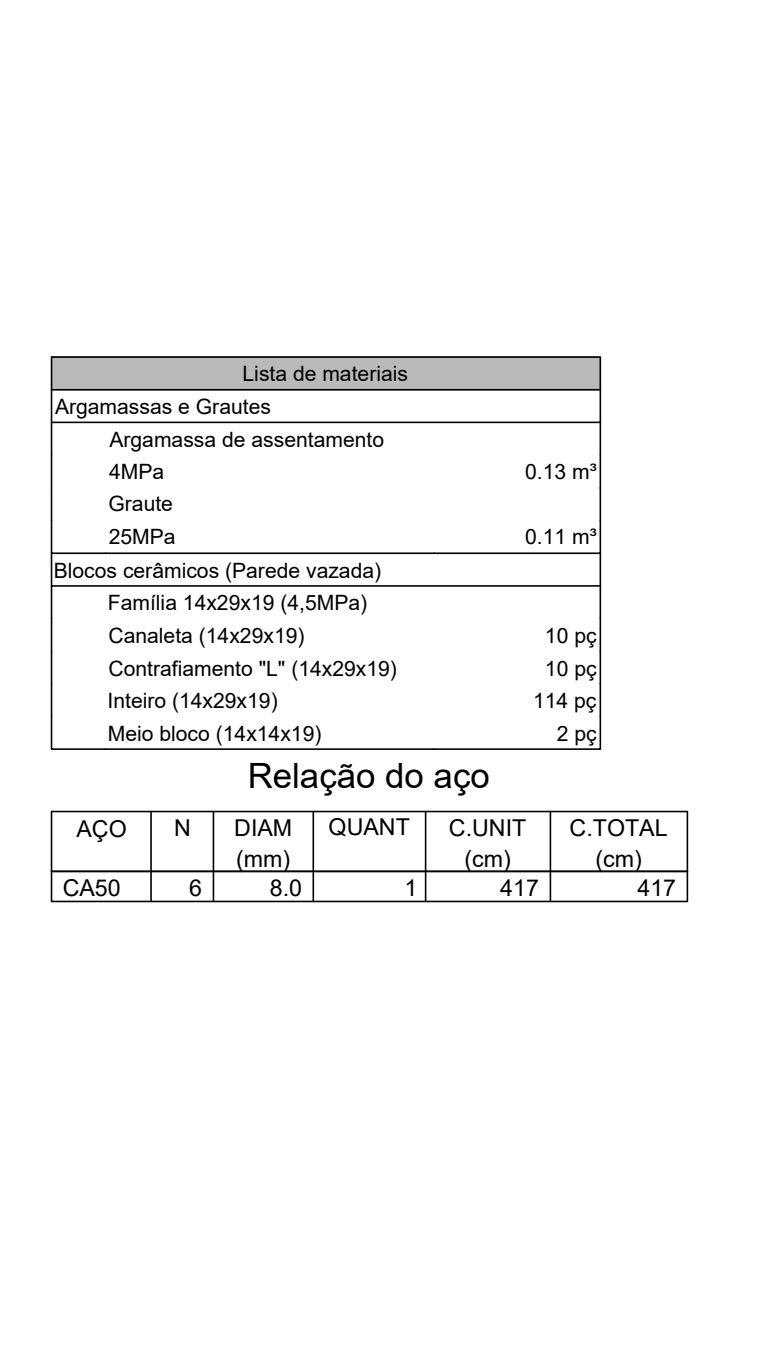 Lista de materiais
Argamassas e Grautes
Argamassa de assentamento
4MPa 0.13 m³
Graute
25MPa 0.11 m³
Blocos cerâmicos (Parede vazada)
Família 14x29x19 (4,5MPa)
Canaleta (14x29x19) 10 pç
Contrafiamento "L" (14x29x19) 10 pç
Inteiro (14x29x19) 114 pç
Meio bloco (14x14x19) 2 pç
Relação do aço
AÇO N DIAM QUANT C.UNIT C.TOTAL
(mm) (cm) (cm)
CA50 6 8.0 1 417 417